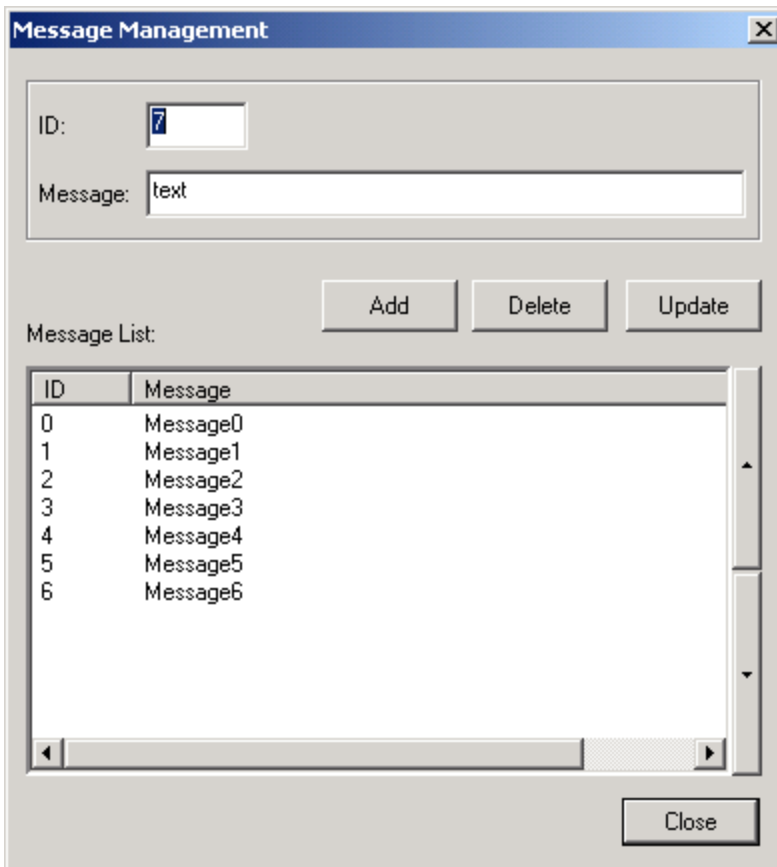 Message Management
ID: 7
Message: text
Add Delete Update
Message List:
ID Message
0 Message0
1 Message1
2 Message2
3 Message3
4 Message4
5 Message5
6 Message6
Close